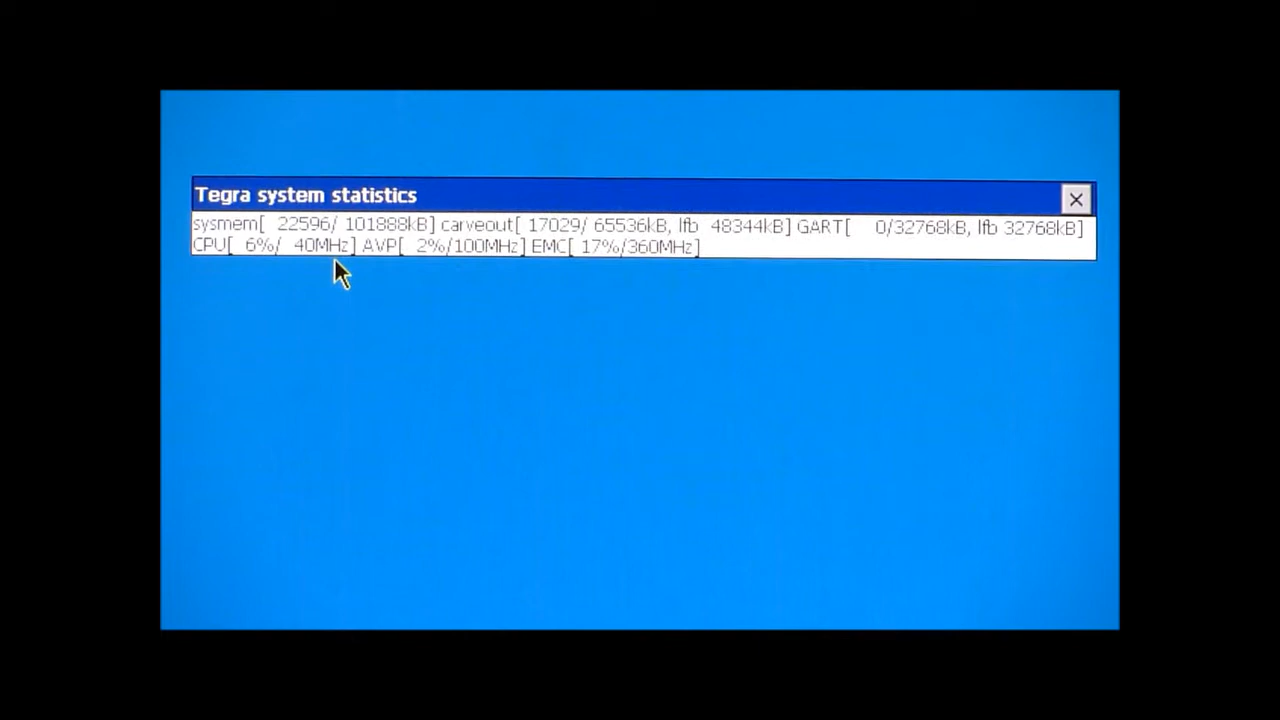 Tegra system statistics
sysmem[ 22596/ 101888kB] carveout[ 17029/ 65536kB, lfb 48344kB] GART[ 0/32768kB, lfb 32768kB]
CPU[ 6%/ 40MHz] AVP[ 2%/100MHz] EMC[ 17%/360MHz]